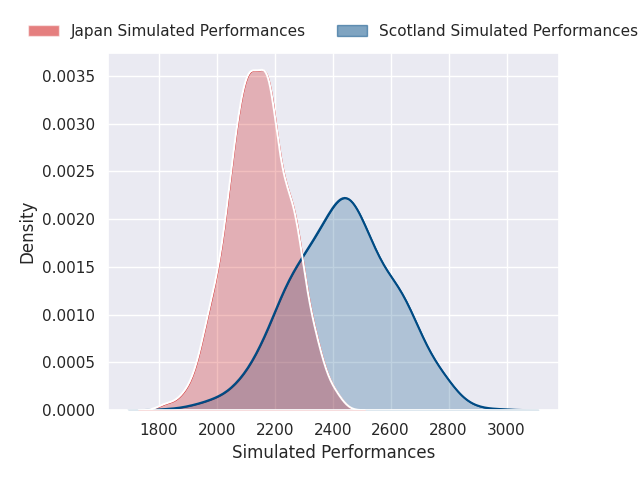 Japan Simulated Performances Scotland Simulated Performances
0.0035
0.0030
0.0025
0.0020
0.0015
0.0010
0.0005
0.0000
Density
1800 2000 2200 2400 2600 2800 3000
Simulated Performances